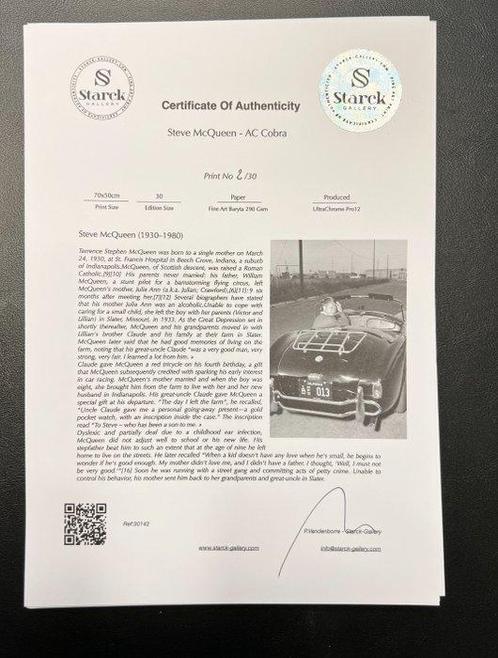 SS
Starck
GALLERY
SS
Starck
GALLERY
Certificate Of Authenticity
Steve McQueen - AC Cobra
Print No 2/30
70x50cm 30 Paper Produced
Print Size Edition Size Fine Art Baryta 290 Gsm UltraChrome Pro12
Steve McQueen (1930–1980)
Terrence Stephen McQueen was born to a single mother on March
24, 1930, at St. Francis Hospital in Beech Grove, Indiana, a suburb
of Indianapolis.McQueen, of Scottish descent, was raised a Roman
Catholic.[9][10] His parents never married; his father, William
McQueen, a stunt pilot for a barnstorming flying circus, left
McQueen's mother, Julia Ann (a.k.a. Julian; Crawford),[6][11]:9 six
months after meeting her.[7][12] Several biographers have stated
that his mother Julia Ann was an alcoholic.Unable to cope with
caring for a small child, she left the boy with her parents (Victor and
Lillian) in Slater, Missouri, in 1933. As the Great Depression set in
shortly thereafter, McQueen and his grandparents moved in with
Lillian's brother Claude and his family at their farm in Slater.
McQueen later said that he had good memories of living on the
farm, noting that his great-uncle Claude "was a very good man, very
strong, very fair. I learned a lot from him. »
Claude gave McQueen a red tricycle on his fourth birthday, a gift
that McQueen subsequently credited with sparking his early interest
in car racing. McQueen's mother married and when the boy was
eight, she brought him from the farm to live with her and her new
husband in Indianapolis. His great-uncle Claude gave McQueen a
special gift at his departure. "The day I left the farm", he recalled,
"Uncle Claude gave me a personal going-away present—a gold
pocket watch, with an inscription inside the case." The inscription
read "To Steve – who has been a son to me. »
Dyslexic and partially deaf due to a childhood ear infection,
McQueen did not adjust well to school or his new life. His
stepfather beat him to such an extent that at the age of nine he left
home to live on the streets. He later recalled "When a kid doesn't have any love when he's small, he begins to
wonder if he's good enough. My mother didn't love me, and I didn't have a father. I thought, 'Well, I must not
be very good.'"[16] Soon he was running with a street gang and committing acts of petty crime. Unable to
control his behavior, his mother sent him back to her grandparents and great-uncle in Slater.
013
Ref:30142
P.Vandenborre - Starck-Gallery
www.starck-gallery.com info@starck-gallery.com